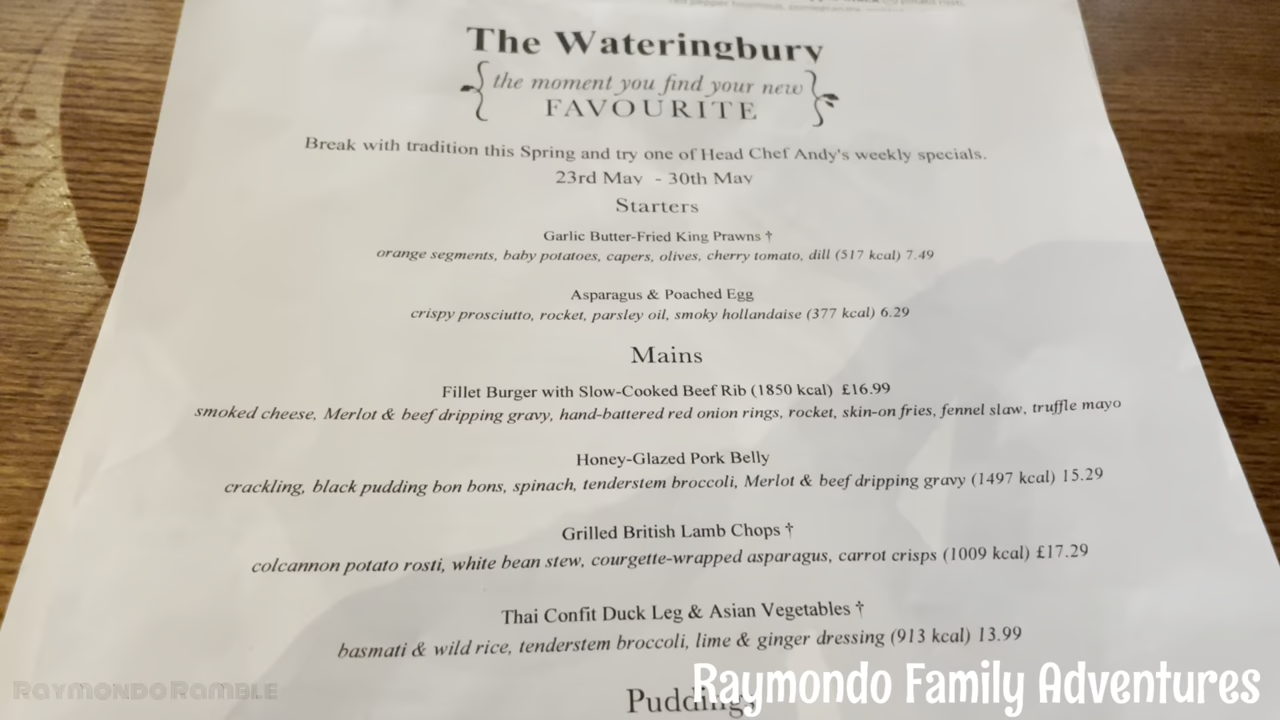 The Wateringbury
the moment you find your new
FAVOURITE
Break with tradition this Spring and try one of Head Chef Andy's weekly specials.
23rd May - 30th May
Starters
Garlic Butter-Fried King Prawns †
orange segments, baby potatoes, capers, olives, cherry tomato, dill (517 kcal) 7.49
Asparagus & Poached Egg
crispy prosciutto, rocket, parsley oil, smoky hollandaise (377 kcal) 6.29
Mains
Fillet Burger with Slow-Cooked Beef Rib (1850 kcal) £16.99
smoked cheese, Merlot & beef dripping gravy, hand-battered red onion rings, rocket, skin-on fries, fennel slaw, truffle mayo
Honey-Glazed Pork Belly
crackling, black pudding bon bons, spinach, tenderstem broccoli, Merlot & beef dripping gravy (1497 kcal) 15.29
Grilled British Lamb Chops †
colcannon potato rosti, white bean stew, courgette-wrapped asparagus, carrot crisps (1009 kcal) £17.29
Thai Confit Duck Leg & Asian Vegetables †
basmati & wild rice, tenderstem broccoli, lime & ginger dressing (913 kcal) 13.99
Puddings
RAYMONDORAMBLE
Raymondo Family Adventures